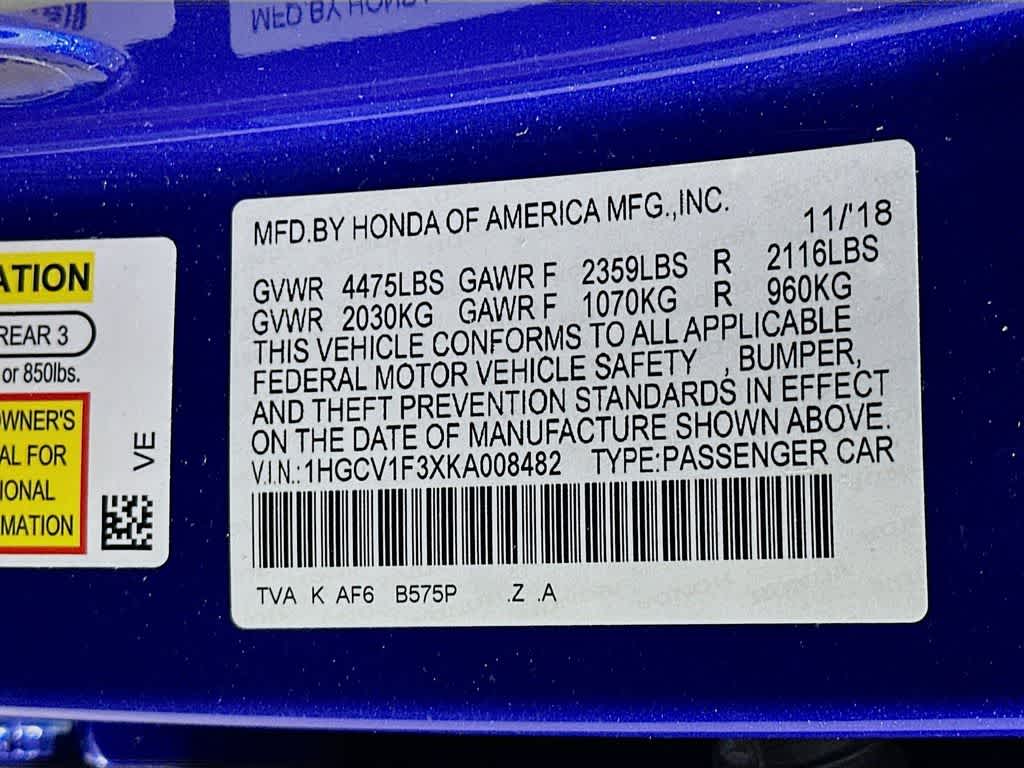 MFD.BY HONDA OF AMERICA MFG.,INC. 11/'18
GVWR 4475LBS GAWR F 2359LBS R 2116LBS
GVWR 2030KG GAWR F 1070KG R 960KG
THIS VEHICLE CONFORMS TO ALL APPLICABLE
FEDERAL MOTOR VEHICLE SAFETY , BUMPER,
AND THEFT PREVENTION STANDARDS IN EFFECT
ON THE DATE OF MANUFACTURE SHOWN ABOVE.
V.I.N.: 1HGCV1F3XKA008482 TYPE:PASSENGER CAR
TVA K AF6 B575P .Z .A
ATION
REAR 3
or 850lbs.
OWNER'S
AL FOR
IONAL
MATION
VE
MFD BY HONDA